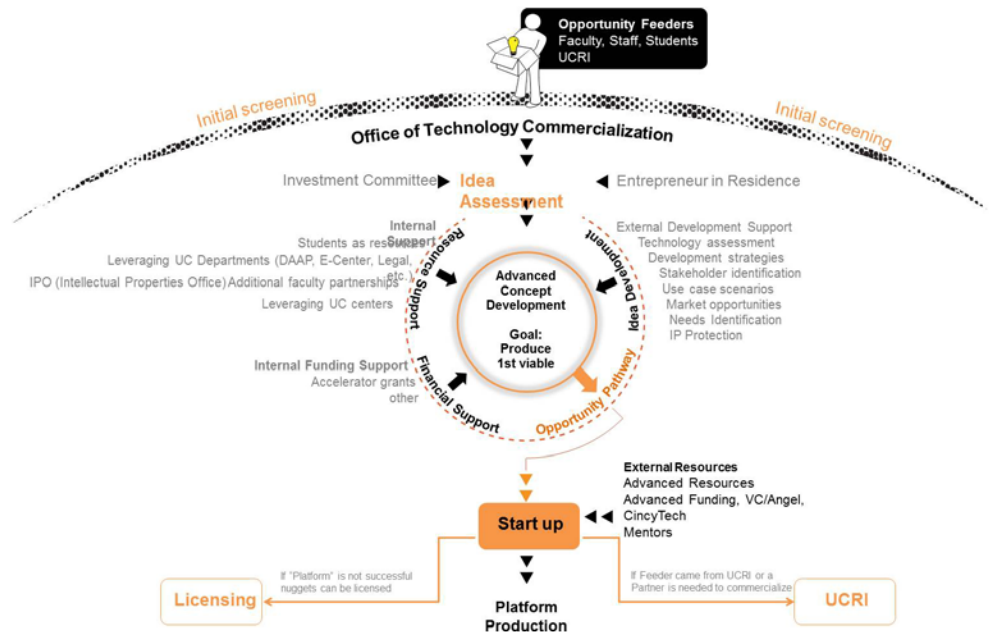 Opportunity Feeders
Faculty, Staff, Students
UCRI
Initial screening
Initial screening
Office of Technology Commercialization
Investment Committee
Idea
Assessment
Entrepreneur in Residence
Internal
Support
Students as resources
Leveraging UC Departments (DAAP, E-Center, Legal,
etc.)
IPO (Intellectual Properties Office) Additional faculty partnerships
Leveraging UC centers
Resource Support
Idea Development
External Development Support
Technology assessment
Development strategies
Stakeholder identification
Use case scenarios
Market opportunities
Needs Identification
IP Protection
Advanced
Concept
Development
Goal:
Produce
1st viable
Internal Funding Support
Accelerator grants
other
Financial Support
Opportunity Pathway
External Resources
Advanced Resources
Advanced Funding, VC/Angel,
CincyTech
Mentors
Start up
If "Platform" is not successful
nuggets can be licensed
If Feeder came from UCRI or a
Partner is needed to commercialize
Licensing
UCRI
Platform
Production